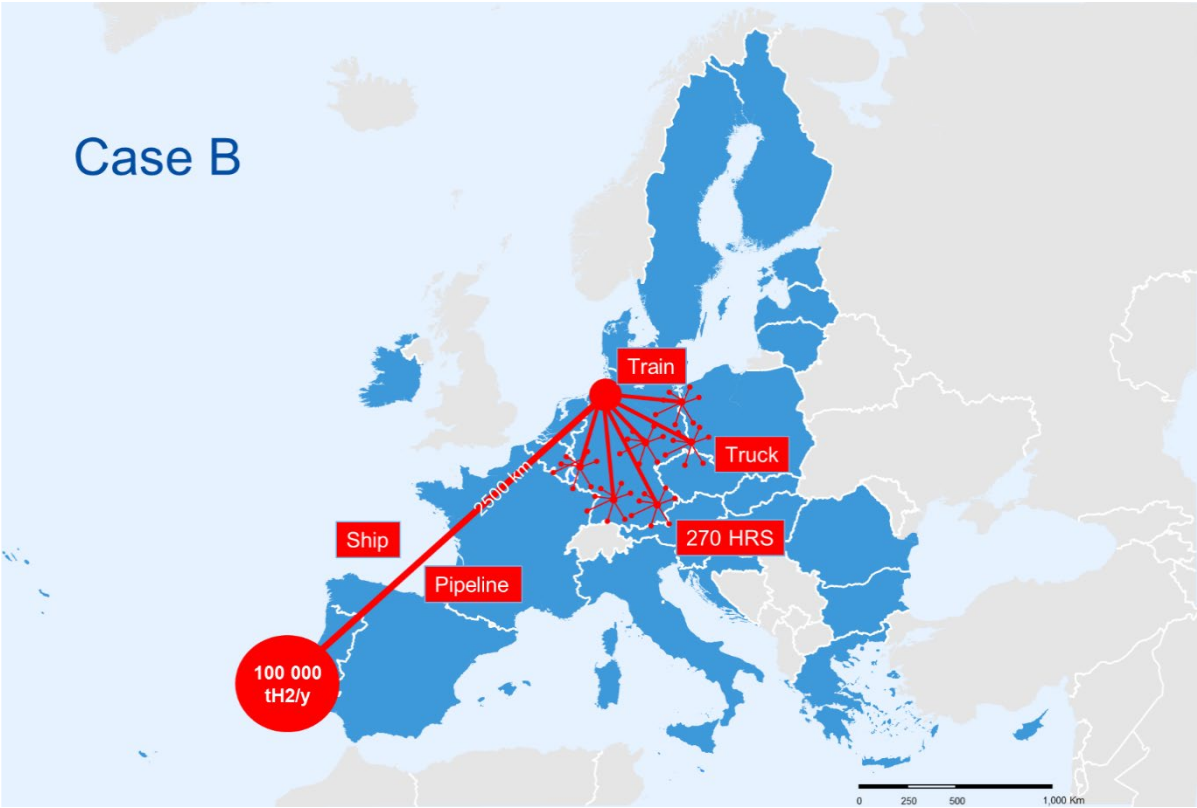 Case B
Train
2500 km
Truck
Ship
270 HRS
Pipeline
100 000
tH2/y
0 250 500 1,000 Km